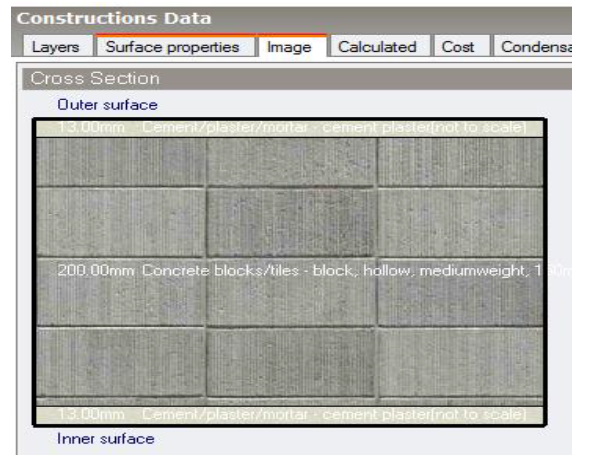 Constructions Data
Layers Surface properties Image Calculated Cost Condensa
Cross Section
Outer surface
13.00mm Cement/plaster/mortar - cement plaster(not to scale)
200.00mm Concrete blocks/tiles - block, hollow, mediumweight, 1
13.00mm Cement/plaster/mortar - cement plaster(not to scale)
Inner surface